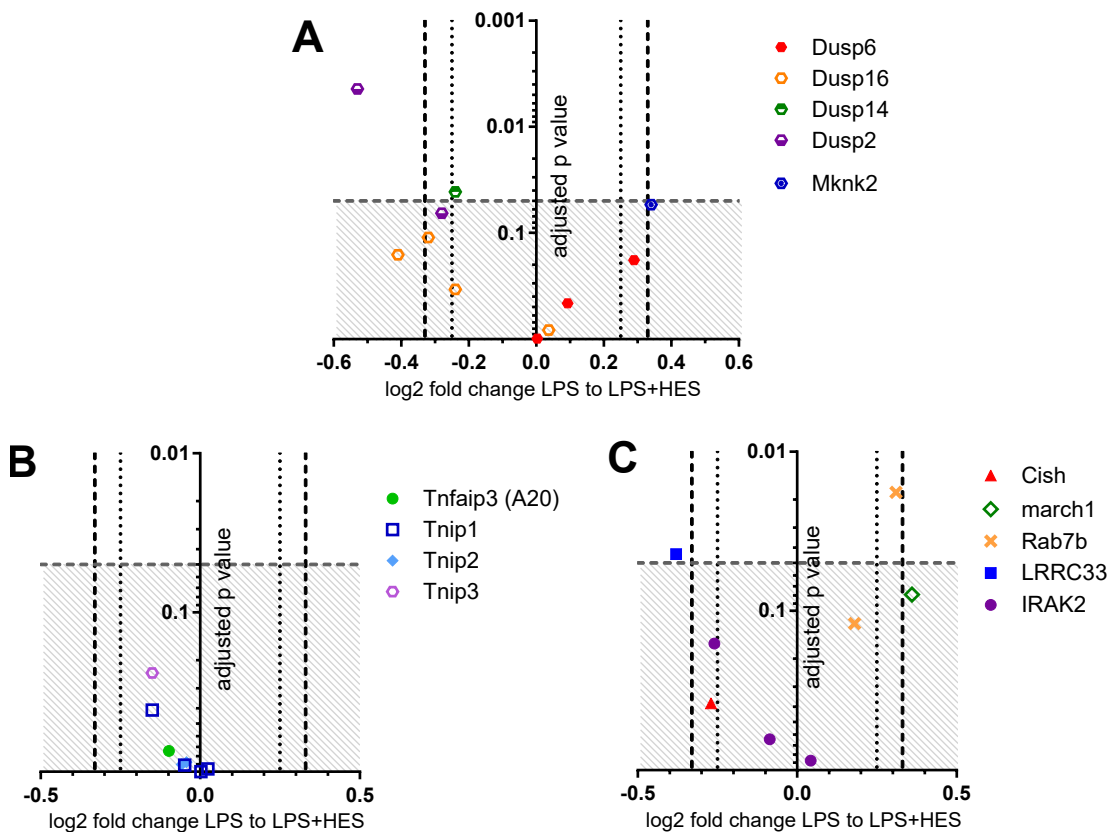 A
0.001
0.01
0.1
adjusted p value
-0.6
-0.4
-0.2
0.0
0.2
0.4
0.6
log2 fold change LPS to LPS+HES
Dusp6
Dusp16
Dusp14
Dusp2
Mknk2
B
0.01
0.1
adjusted p value
-0.5
0.0
0.5
log2 fold change LPS to LPS+HES
Tnfaip3 (A20)
Tnip1
Tnip2
Tnip3
C
0.01
0.1
adjusted p value
-0.5
0.0
0.5
log2 fold change LPS to LPS+HES
Cish
march1
Rab7b
LRRC33
IRAK2